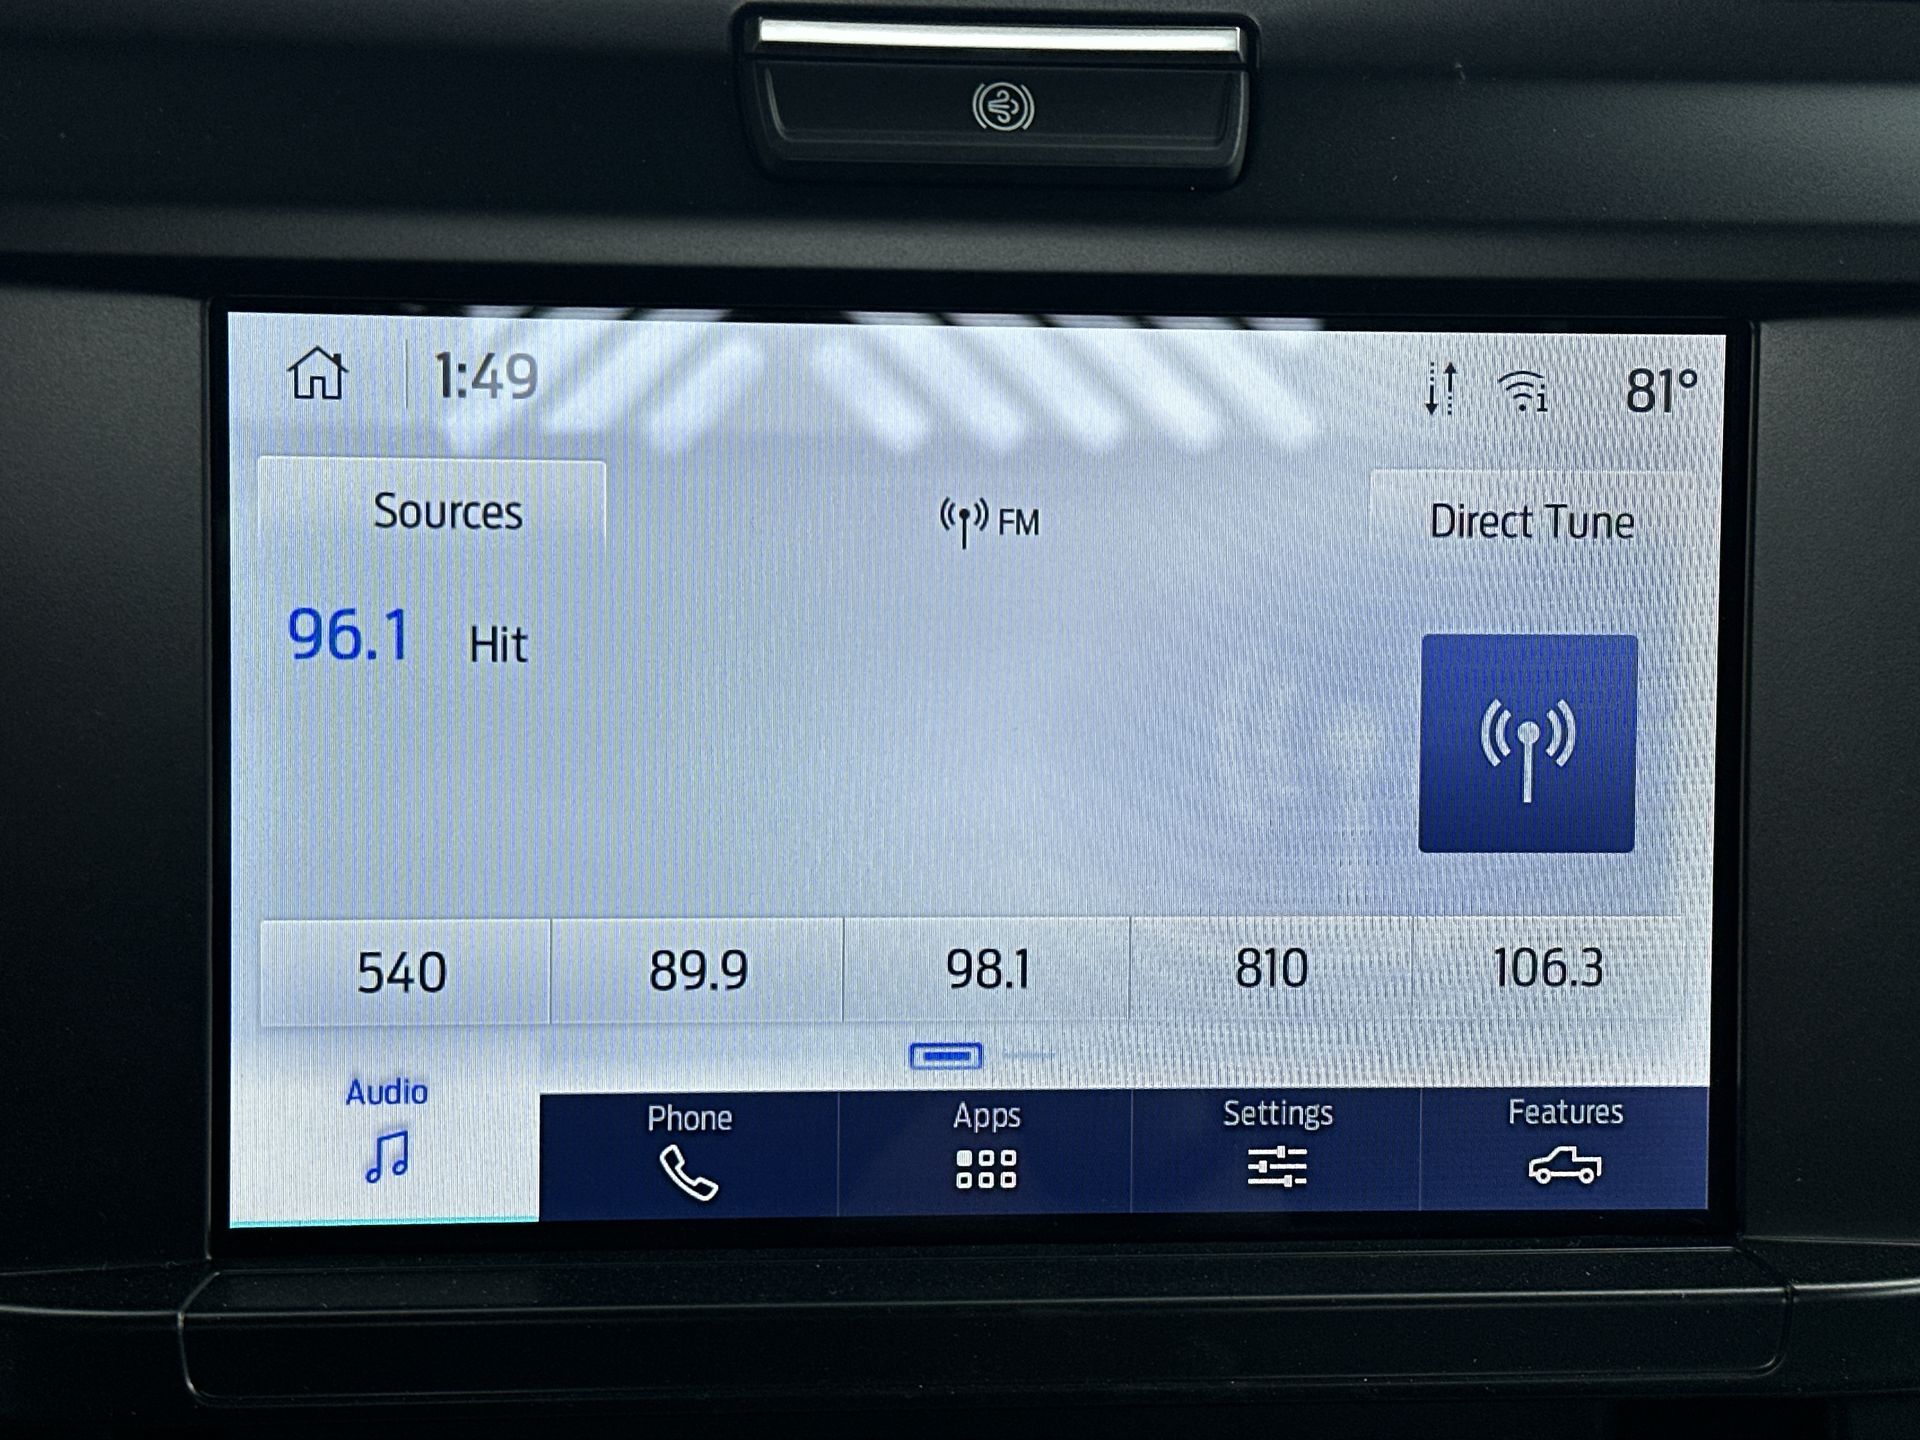 1:49
81°
Sources
FM
Direct Tune
96.1 Hit
540 89.9 98.1 810 106.3
Audio Phone Apps Settings Features